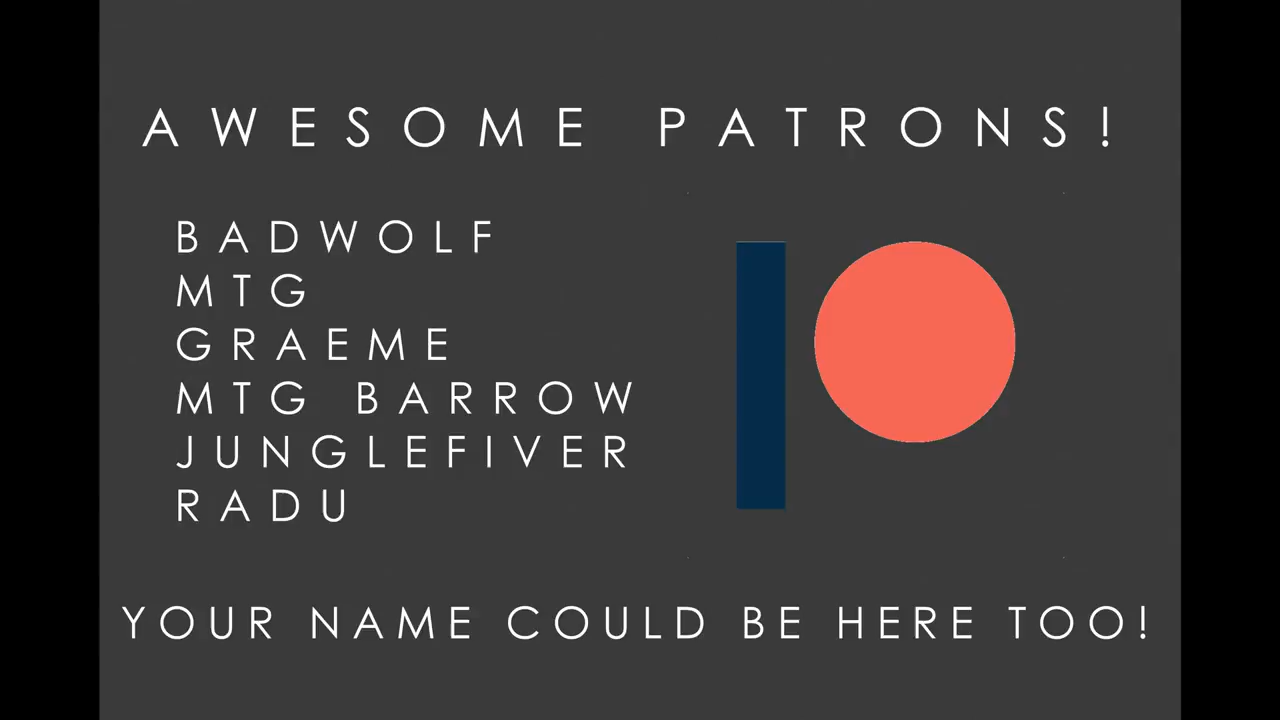 AWESOME PATRONS!
BADWOLF
MTG
GRAEME
MTG BARROW
JUNGLEFIVER
RADU
YOUR NAME COULD BE HERE TOO!